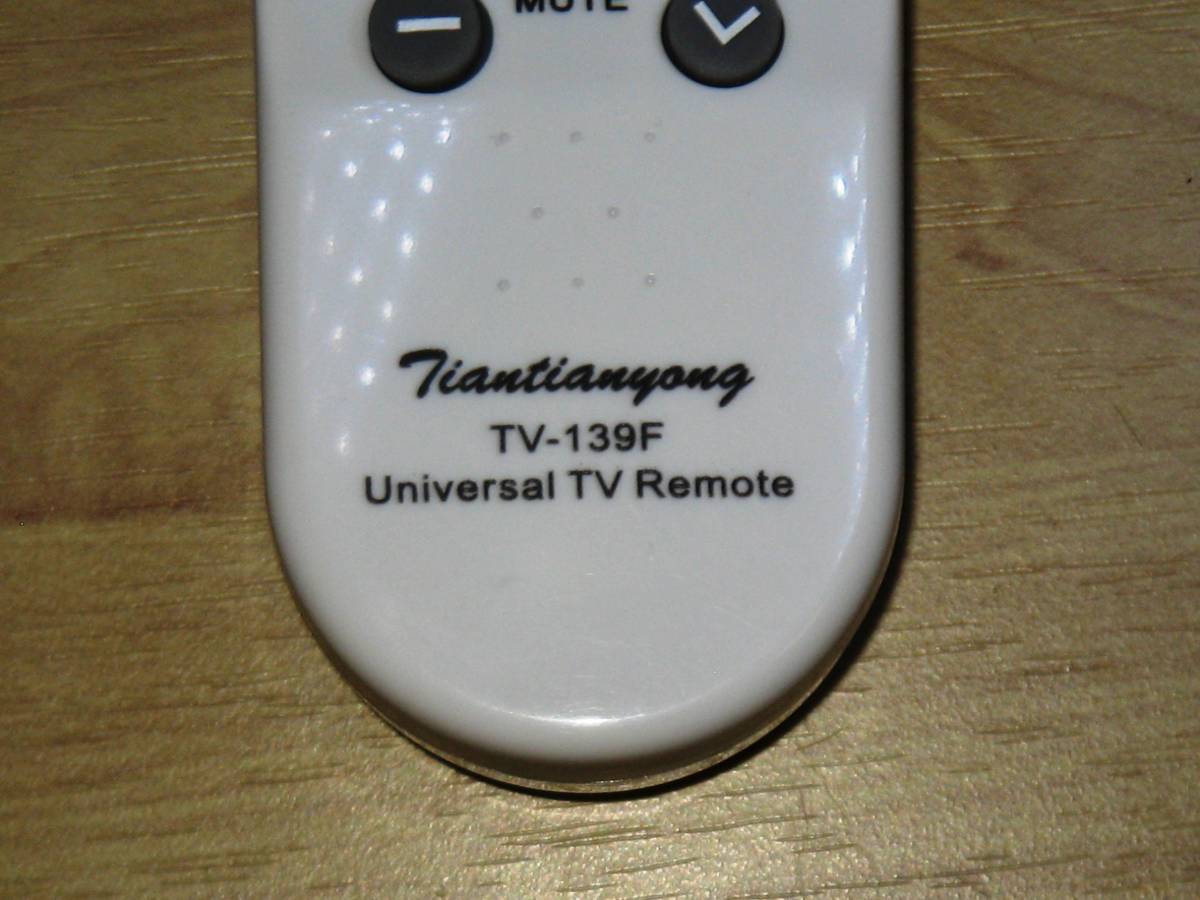 MUTE
Tiantianyong
TV-139F
Universal TV Remote